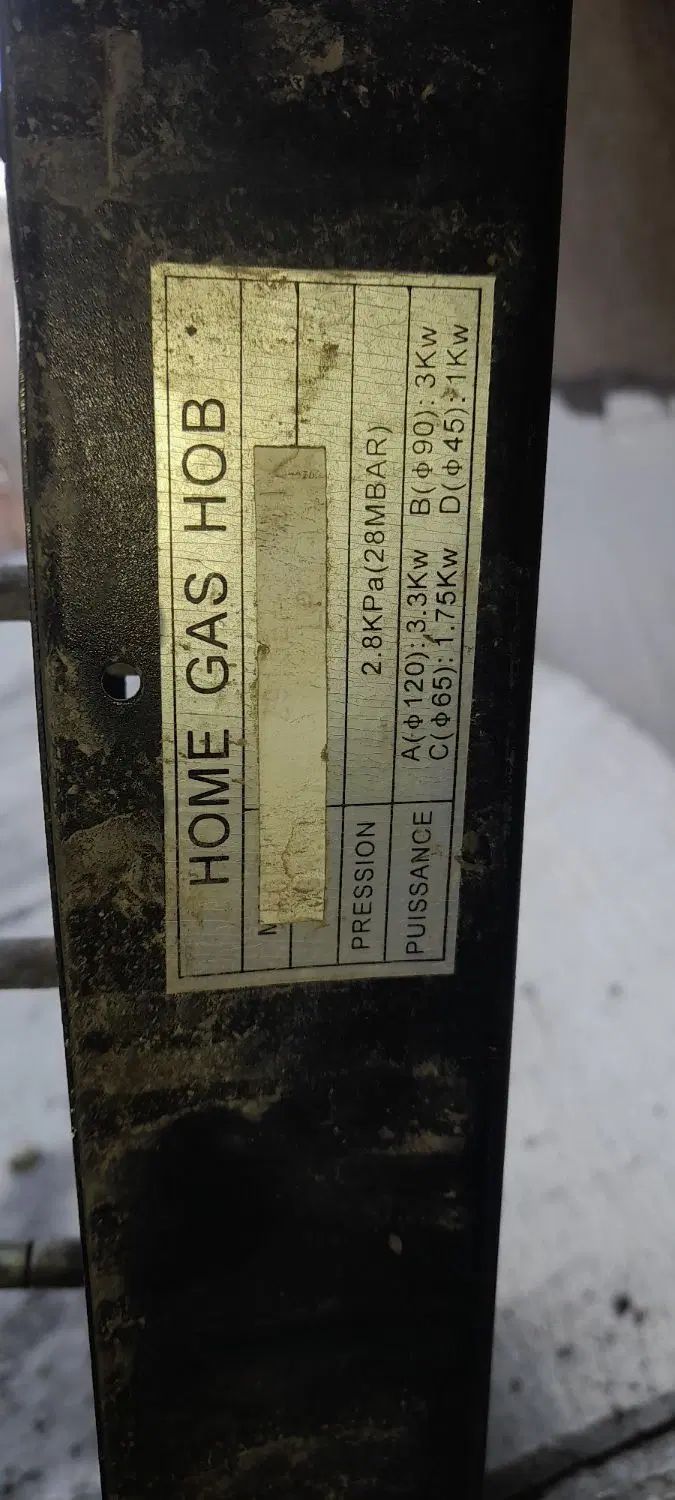 HOME GAS HOB
PRESSION 2.8KPa(28MBAR)
PUISSANCE A(Φ120): 3.3Kw B(Φ90): 3Kw
C(Φ65): 1.75Kw D(Φ45): 1Kw